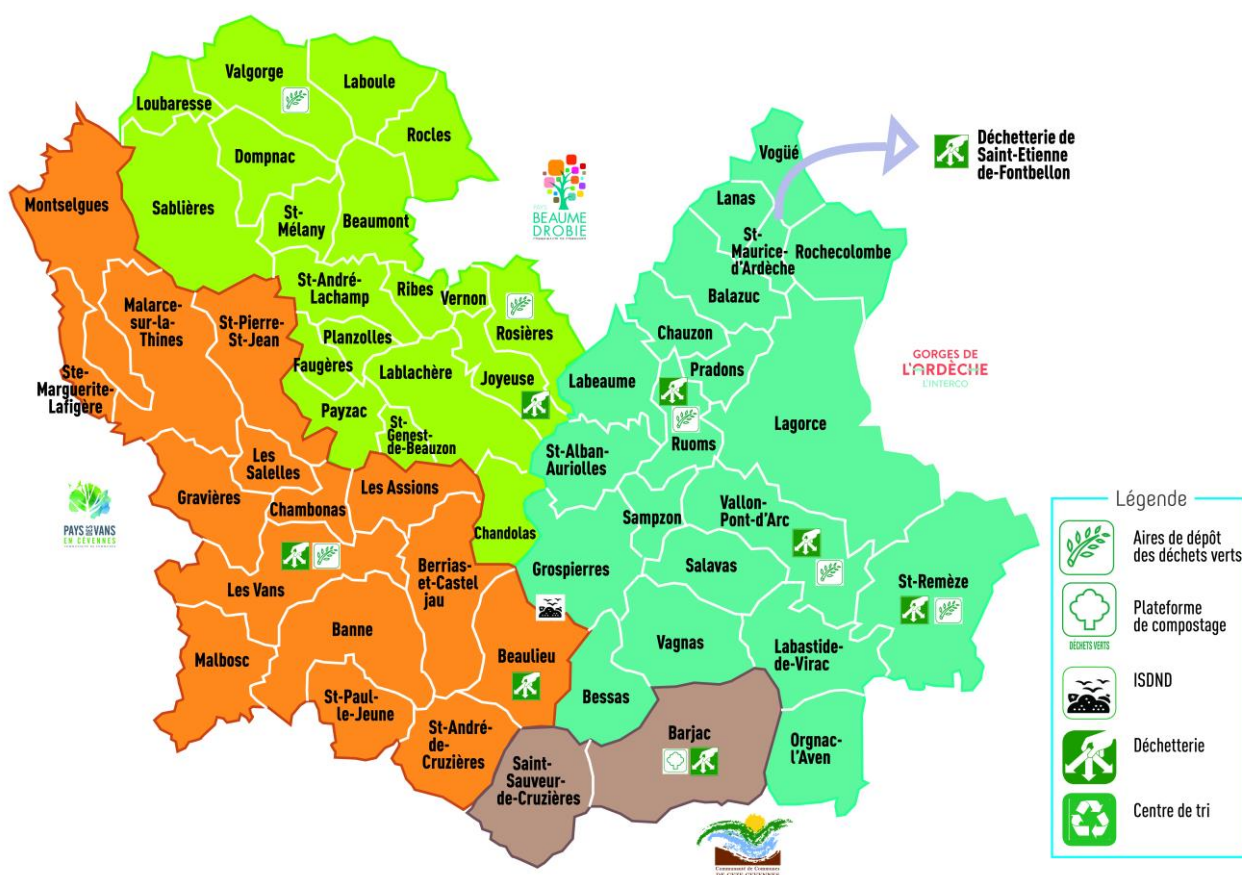 Valgorge
Laboule
Loubaresse
Rocles
Dompnac
Vogüé
Déchetterie de
Saint-Etienne
de-Fontbellon
Montselgues
Sablières
St-
Mélany
Beaumont
BEAUME
DROBIE
Lanas
St-
Maurice-
d'Ardèche
Rochecolombe
St-André-
Lachamp
Ribes
Vernon
Balazuc
Malarce-
sur-la-
Thines
St-Pierre-
St-Jean
Planzolles
Rosières
Chauzon
Faugères
Lablachère
Joyeuse
Labeaume
Pradons
GORGES DE
L'ARDÈCHE
L'INTERCO
Ste-
Marguerite-
Lafigère
Payzac
St-
Genest-
de-Beauzon
Lagorce
Ruoms
St-Alban-
Auriolles
Les
Salelles
Gravières
Les Assions
Chambonas
PAYS DES VANS
EN CÉVENNES
Sampzon
Vallon-
Pont-d'Arc
Chandolas
Légende
Aires de dépôt
des déchets verts
Plateforme
de compostage
DÉCHETS VERTS
ISDND
Déchetterie
Centre de tri
Berrias-
et-Castel
jau
Grospierres
Salavas
St-Remèze
Les Vans
Banne
Vagnas
Labastide-
de-Virac
Malbosc
Beaulieu
Bessas
St-Paul-
le-Jeune
St-André-
de-
Cruzières
Barjac
Orgnac-
l'Aven
Saint-
Sauveur-
de-Cruzières
Communauté de Communes
DE CEZE-CÉVENNES